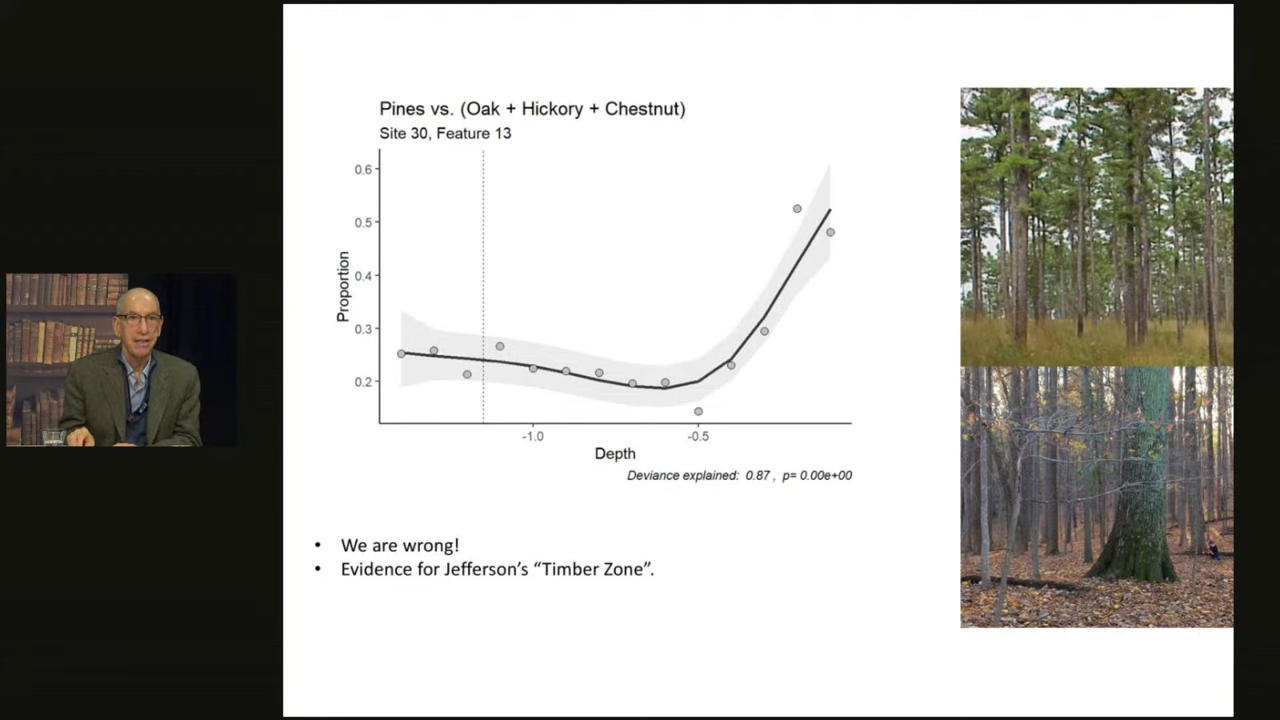 Pines vs. (Oak + Hickory + Chestnut)
Site 30, Feature 13
Proportion
0.6
0.5
0.4
0.3
0.2
-1.0
-0.5
Depth
Deviance explained: 0.87 , p= 0.00e+00
• We are wrong!
• Evidence for Jefferson’s “Timber Zone”.